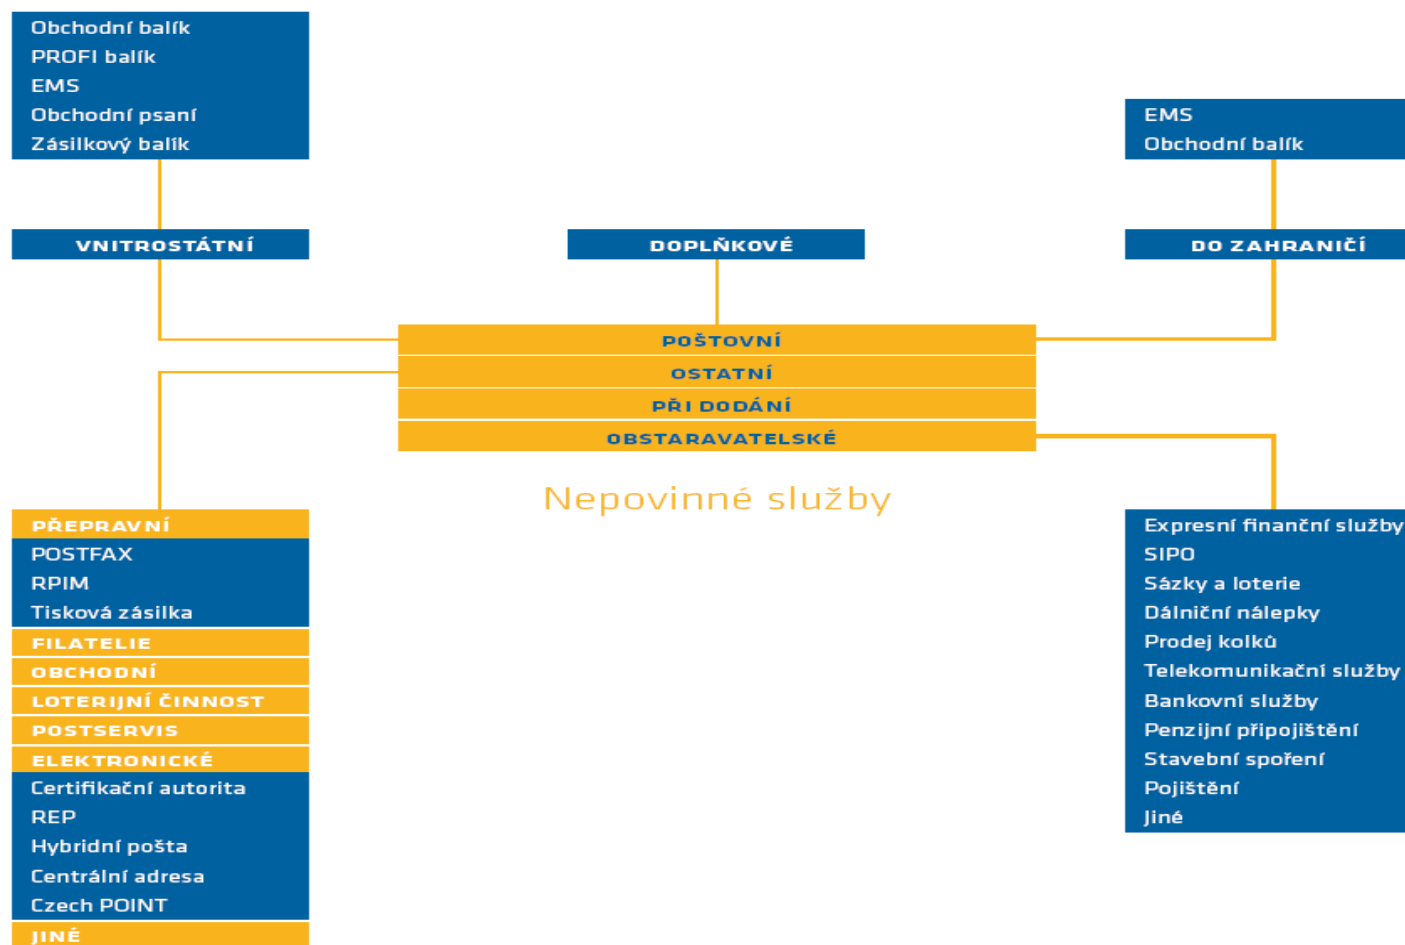 Obchodní balík
PROFI balík
EMS
Obchodní psaní
Zásilkový balík
EMS
Obchodní balík
VNITROSTÁTNÍ
DOPLŇKOVÉ
DO ZAHRANIČÍ
POŠTOVNÍ
OSTATNÍ
PŘI DODÁNÍ
OBSTARAVATELSKÉ
Nepovinné služby
PŘEPRAVNÍ
POSTFAX
RPIM
Tisková zásilka
FILATELIE
OBCHODNÍ
LOTERIJNÍ ČINNOST
POSTSERVIS
ELEKTRONICKÉ
Certifikační autorita
REP
Hybridní pošta
Centrální adresa
Czech POINT
JINÉ
Expresní finanční služby
SIPO
Sázky a loterie
Dálniční nálepky
Prodej kolků
Telekomunikační služby
Bankovní služby
Penzijní připojištění
Stavební spoření
Pojištění
Jiné